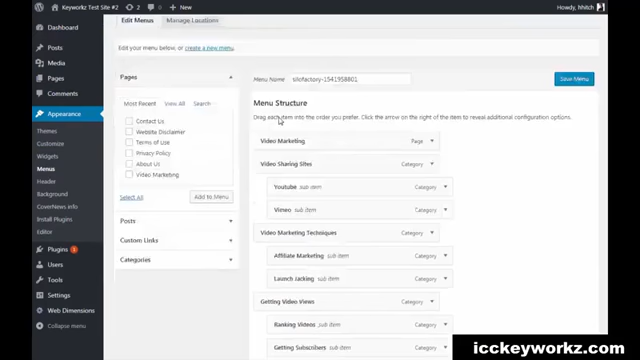 Keyworkz Test Site #2 2 0 + New Howdy, hhitch
Dashboard
Posts
Media
Pages
Appearance
Themes
Customize
Widgets
Menus
Header
Background
CoverNews info
Install Plugins
Editor
Plugins 3
Users
Tools
Settings
Web Dimensions
Collapse menu
Edit Menus Manage Locations
Edit your menu below, or create a new menu.
Pages
Most Recent View All Search
Contact Us
Website Disclaimer
Terms of Use
Privacy Policy
About Us
Video Marketing
Select All Add to Menu
Posts
Custom Links
Categories
Menu Name sitefactory-1541958801 Save Menu
Menu Structure
Drag each item into the order you prefer. Click the arrow on the right of the item to reveal additional configuration options.
Video Marketing Page
Video Sharing Sites Category
Youtube sub item Category
Vimeo sub item Category
Video Marketing Techniques Category
Affiliate Marketing sub item Category
Launch Jacking sub item Category
Getting Video Views Category
Ranking Videos sub item Category
Getting Subscribers sub item
icckeyworkz.com